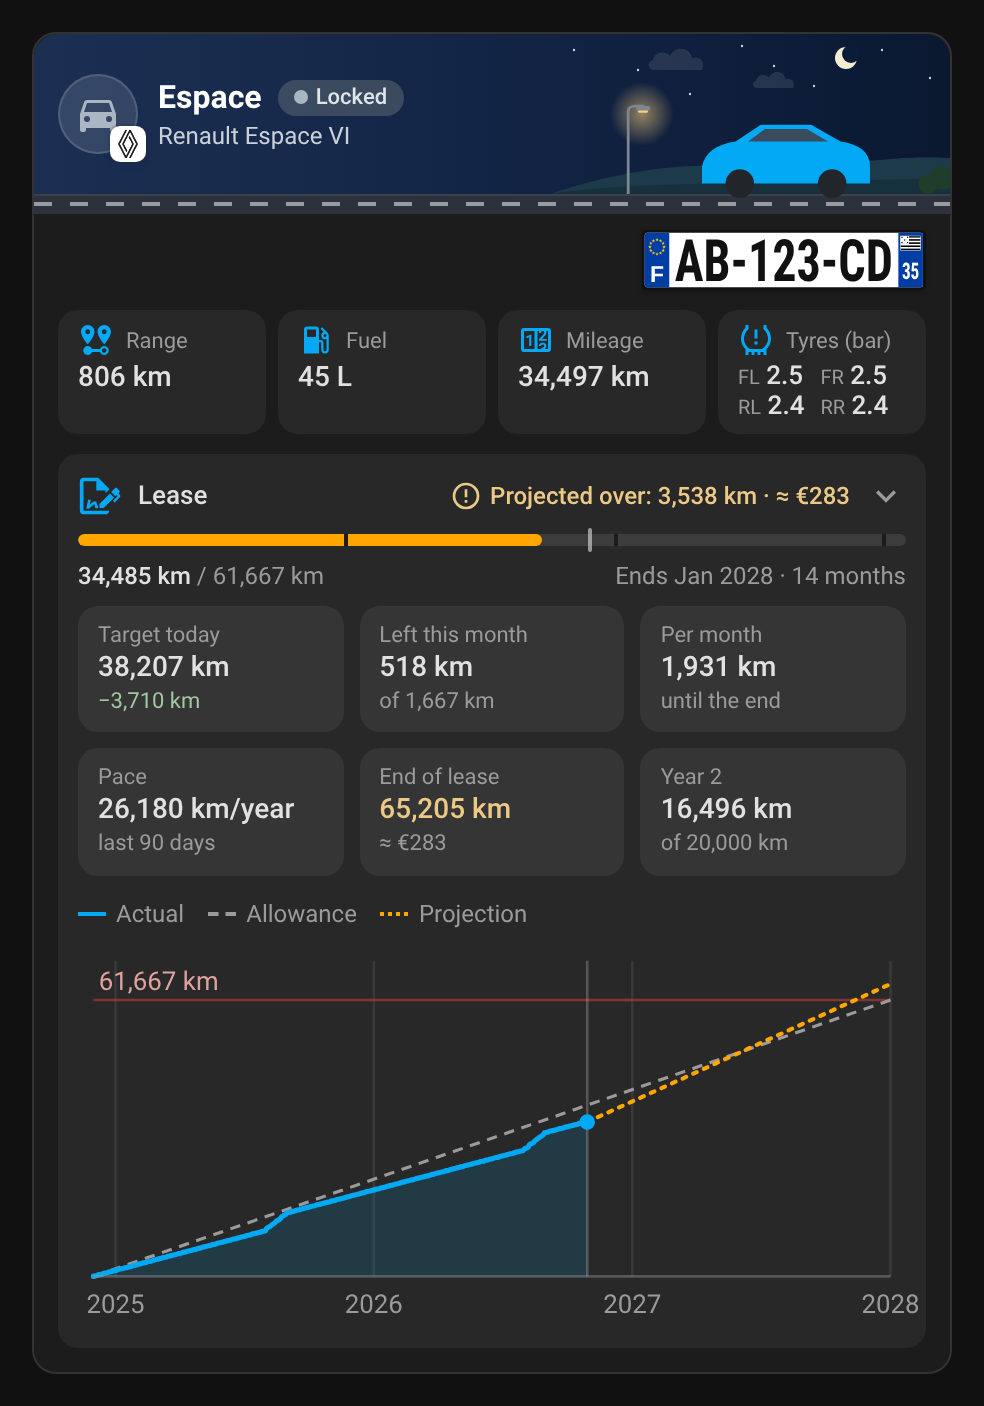 Espace
Locked
Renault Espace VI
F
AB-123-CD
35
Range
806 km
Fuel
45 L
Mileage
34,497 km
Tyres (bar)
FL 2.5 FR 2.5
RL 2.4 RR 2.4
Lease
Projected over: 3,538 km · ≈ €283
34,485 km / 61,667 km
Ends Jan 2028 · 14 months
Target today
38,207 km
−3,710 km
Left this month
518 km
of 1,667 km
Per month
1,931 km
until the end
Pace
26,180 km/year
last 90 days
End of lease
65,205 km
≈ €283
Year 2
16,496 km
of 20,000 km
Actual
Allowance
Projection
61,667 km
2025
2026
2027
2028